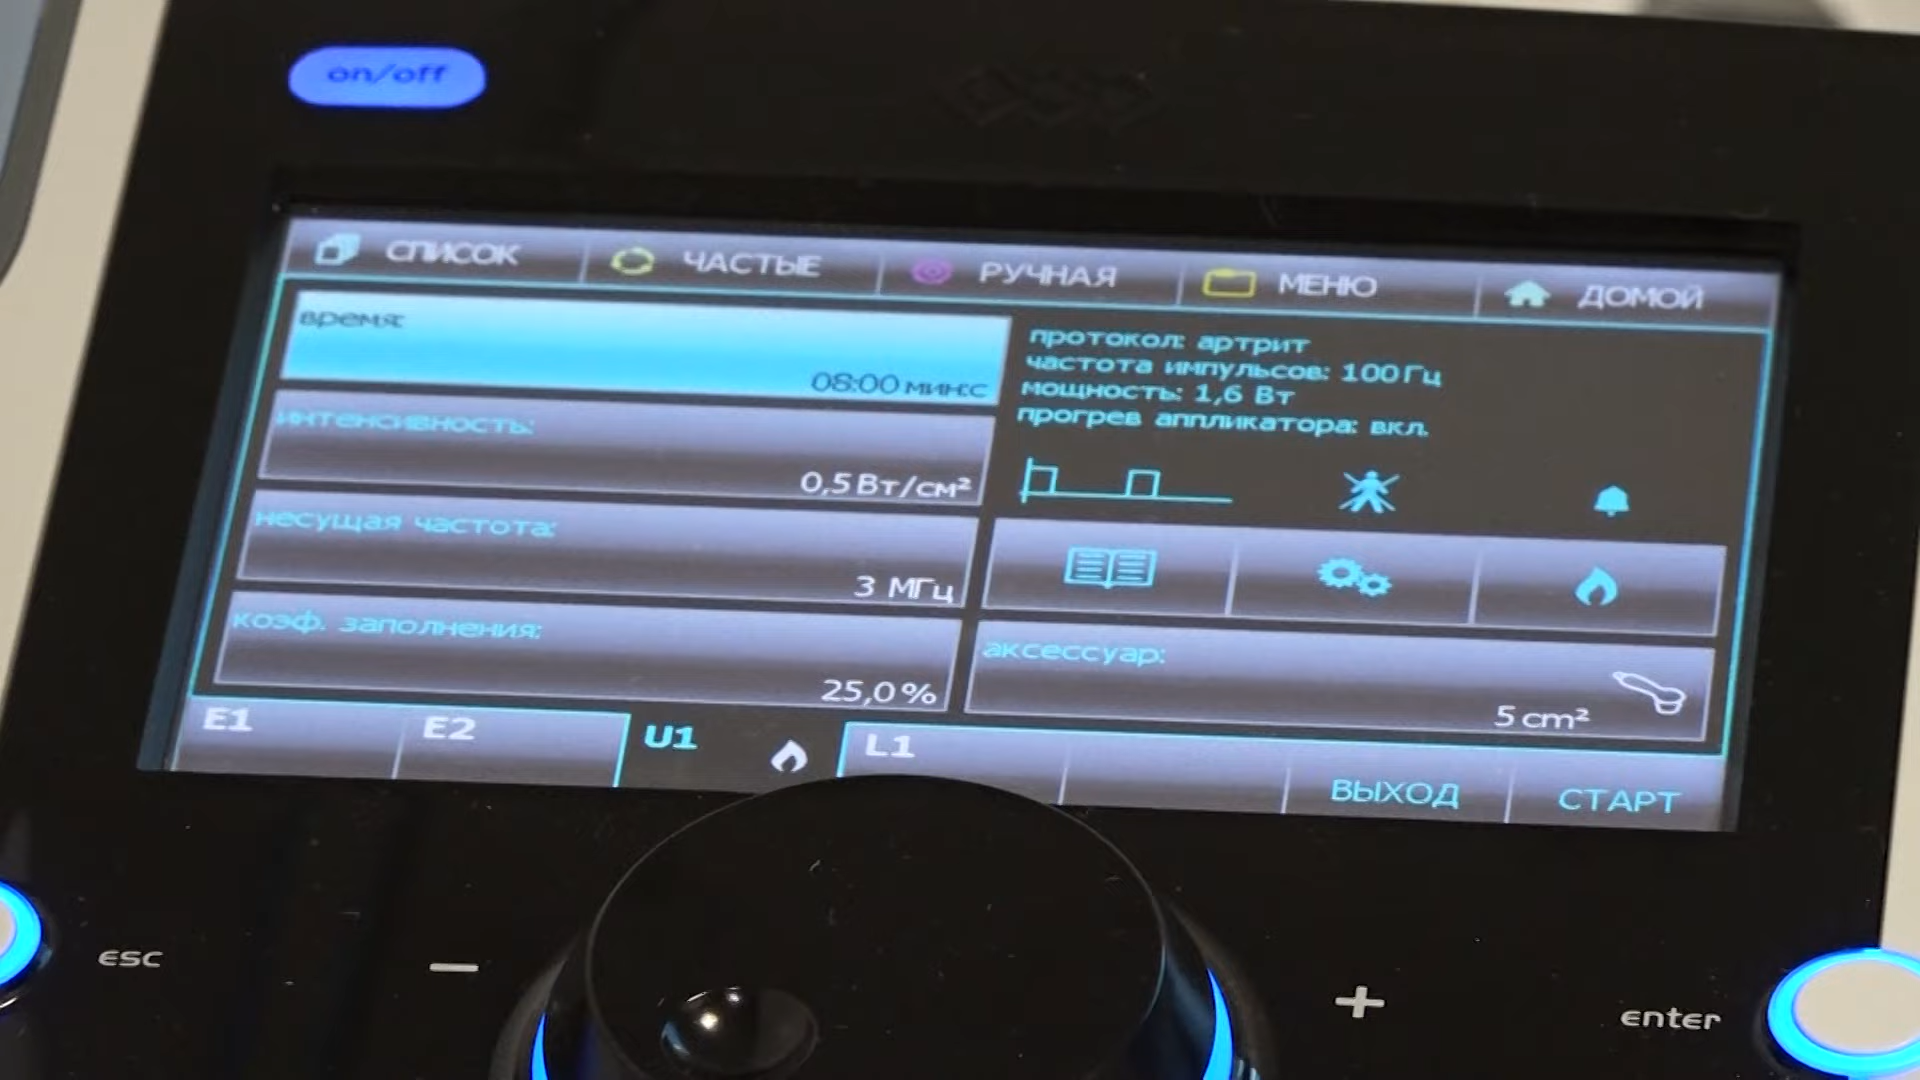 on/off
СПИСОК
ЧАСТЫЕ
РУЧНАЯ
МЕНЮ
ДОМОЙ
время:
08:00 мин:с
интенсивность:
0,5 Вт/см²
несущая частота:
3 МГц
коэф. заполнения:
25,0%
протокол: артрит
частота импульсов: 100 Гц
мощность: 1,6 Вт
прогрев аппликатора: вкл.
аксессуар:
5 cm²
E1
E2
U1
L1
ВЫХОД
СТАРТ
esc
−
+
enter